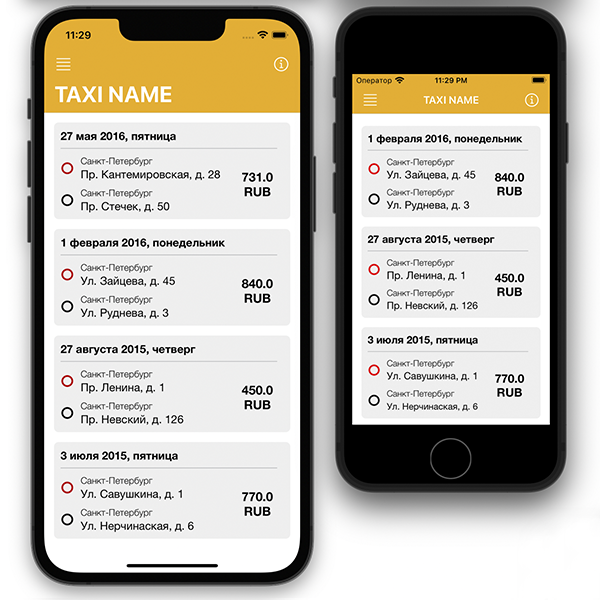 11:29
TAXI NAME
27 мая 2016, пятница
Санкт-Петербург
Пр. Кантемировская, д. 28
731.0
RUB
Санкт-Петербург
Пр. Стечек, д. 50
1 февраля 2016, понедельник
Санкт-Петербург
Ул. Зайцева, д. 45
840.0
RUB
Санкт-Петербург
Ул. Руднева, д. 3
27 августа 2015, четверг
Санкт-Петербург
Пр. Ленина, д. 1
450.0
RUB
Санкт-Петербург
Пр. Невский, д. 126
3 июля 2015, пятница
Санкт-Петербург
Ул. Савушкина, д. 1
770.0
RUB
Санкт-Петербург
Ул. Нерчинаская, д. 6
Оператор 11:29 PM
TAXI NAME
1 февраля 2016, понедельник
Санкт-Петербург
Ул. Зайцева, д. 45
840.0
RUB
Санкт-Петербург
Ул. Руднева, д. 3
27 августа 2015, четверг
Санкт-Петербург
Пр. Ленина, д. 1
450.0
RUB
Санкт-Петербург
Пр. Невский, д. 126
3 июля 2015, пятница
Санкт-Петербург
Ул. Савушкина, д. 1
770.0
RUB
Санкт-Петербург
Ул. Нерчинаская, д. 6